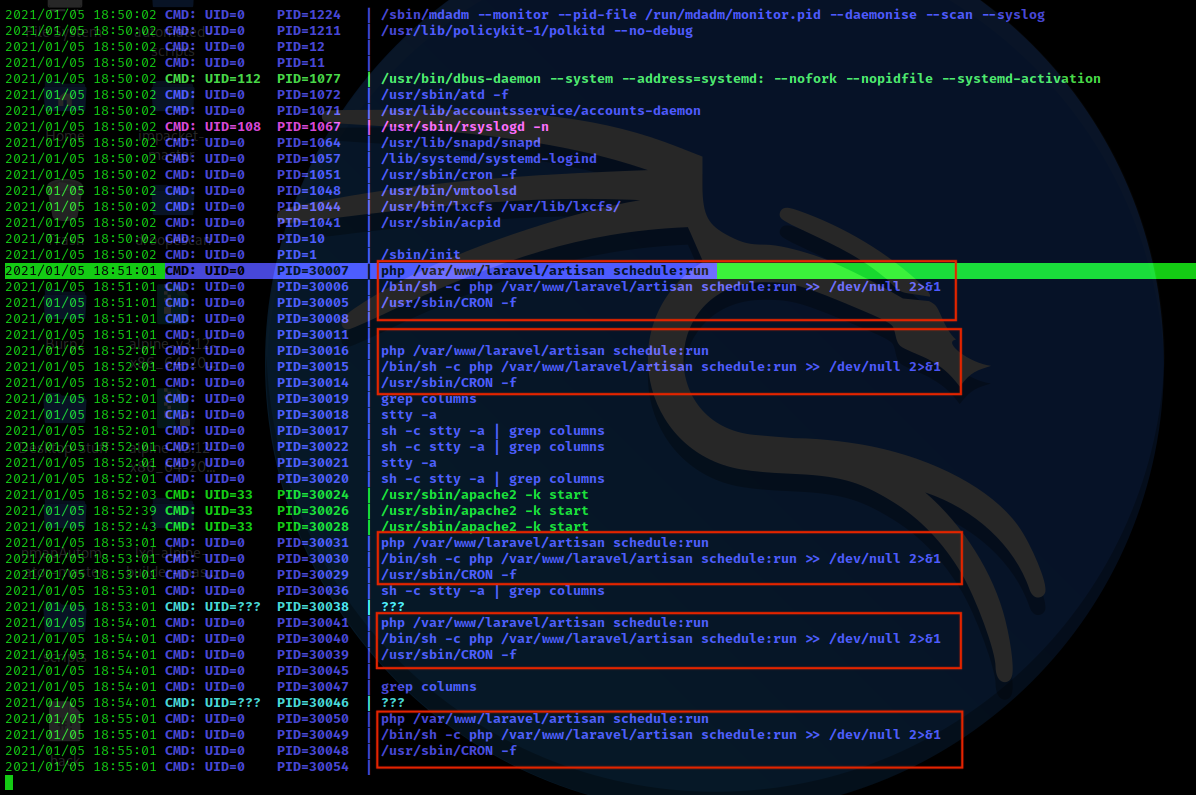 2021/01/05 18:50:02 CMD: UID=0 PID=1224 | /sbin/mdadm --monitor --pid-file /run/mdadm/monitor.pid --daemonise --scan --syslog
2021/01/05 18:50:02 CMD: UID=0 PID=1211 | /usr/lib/policykit-1/polkitd --no-debug
2021/01/05 18:50:02 CMD: UID=0 PID=12 |
2021/01/05 18:50:02 CMD: UID=0 PID=11 |
2021/01/05 18:50:02 CMD: UID=112 PID=1077 | /usr/bin/dbus-daemon --system --address=systemd: --nofork --nopidfile --systemd-activation
2021/01/05 18:50:02 CMD: UID=0 PID=1072 | /usr/sbin/atd -f
2021/01/05 18:50:02 CMD: UID=0 PID=1071 | /usr/lib/accountsservice/accounts-daemon
2021/01/05 18:50:02 CMD: UID=108 PID=1067 | /usr/sbin/rsyslogd -n
2021/01/05 18:50:02 CMD: UID=0 PID=1064 | /usr/lib/snapd/snapd
2021/01/05 18:50:02 CMD: UID=0 PID=1057 | /lib/systemd/systemd-logind
2021/01/05 18:50:02 CMD: UID=0 PID=1051 | /usr/sbin/cron -f
2021/01/05 18:50:02 CMD: UID=0 PID=1048 | /usr/bin/vmtoolsd
2021/01/05 18:50:02 CMD: UID=0 PID=1044 | /usr/bin/lxcfs /var/lib/lxcfs/
2021/01/05 18:50:02 CMD: UID=0 PID=1041 | /usr/sbin/acpid
2021/01/05 18:50:02 CMD: UID=0 PID=10 |
2021/01/05 18:50:02 CMD: UID=0 PID=1 | /sbin/init
2021/01/05 18:51:01 CMD: UID=0 PID=30007 | php /var/www/laravel/artisan schedule:run
2021/01/05 18:51:01 CMD: UID=0 PID=30006 | /bin/sh -c php /var/www/laravel/artisan schedule:run >> /dev/null 2>&1
2021/01/05 18:51:01 CMD: UID=0 PID=30005 | /usr/sbin/CRON -f
2021/01/05 18:51:01 CMD: UID=0 PID=30008 |
2021/01/05 18:51:01 CMD: UID=0 PID=30011 |
2021/01/05 18:52:01 CMD: UID=0 PID=30016 | php /var/www/laravel/artisan schedule:run
2021/01/05 18:52:01 CMD: UID=0 PID=30015 | /bin/sh -c php /var/www/laravel/artisan schedule:run >> /dev/null 2>&1
2021/01/05 18:52:01 CMD: UID=0 PID=30014 | /usr/sbin/CRON -f
2021/01/05 18:52:01 CMD: UID=0 PID=30019 | grep columns
2021/01/05 18:52:01 CMD: UID=0 PID=30018 | stty -a
2021/01/05 18:52:01 CMD: UID=0 PID=30017 | sh -c stty -a | grep columns
2021/01/05 18:52:01 CMD: UID=0 PID=30022 | sh -c stty -a | grep columns
2021/01/05 18:52:01 CMD: UID=0 PID=30021 | stty -a
2021/01/05 18:52:01 CMD: UID=0 PID=30020 | sh -c stty -a | grep columns
2021/01/05 18:52:03 CMD: UID=33 PID=30024 | /usr/sbin/apache2 -k start
2021/01/05 18:52:39 CMD: UID=33 PID=30026 | /usr/sbin/apache2 -k start
2021/01/05 18:52:43 CMD: UID=33 PID=30028 | /usr/sbin/apache2 -k start
2021/01/05 18:53:01 CMD: UID=0 PID=30031 | php /var/www/laravel/artisan schedule:run
2021/01/05 18:53:01 CMD: UID=0 PID=30030 | /bin/sh -c php /var/www/laravel/artisan schedule:run >> /dev/null 2>&1
2021/01/05 18:53:01 CMD: UID=0 PID=30029 | /usr/sbin/CRON -f
2021/01/05 18:53:01 CMD: UID=0 PID=30036 | sh -c stty -a | grep columns
2021/01/05 18:53:01 CMD: UID=??? PID=30038 | ???
2021/01/05 18:54:01 CMD: UID=0 PID=30041 | php /var/www/laravel/artisan schedule:run
2021/01/05 18:54:01 CMD: UID=0 PID=30040 | /bin/sh -c php /var/www/laravel/artisan schedule:run >> /dev/null 2>&1
2021/01/05 18:54:01 CMD: UID=0 PID=30039 | /usr/sbin/CRON -f
2021/01/05 18:54:01 CMD: UID=0 PID=30045 |
2021/01/05 18:54:01 CMD: UID=0 PID=30047 | grep columns
2021/01/05 18:54:01 CMD: UID=??? PID=30046 | ???
2021/01/05 18:55:01 CMD: UID=0 PID=30050 | php /var/www/laravel/artisan schedule:run
2021/01/05 18:55:01 CMD: UID=0 PID=30049 | /bin/sh -c php /var/www/laravel/artisan schedule:run >> /dev/null 2>&1
2021/01/05 18:55:01 CMD: UID=0 PID=30048 | /usr/sbin/CRON -f
2021/01/05 18:55:01 CMD: UID=0 PID=30054 |